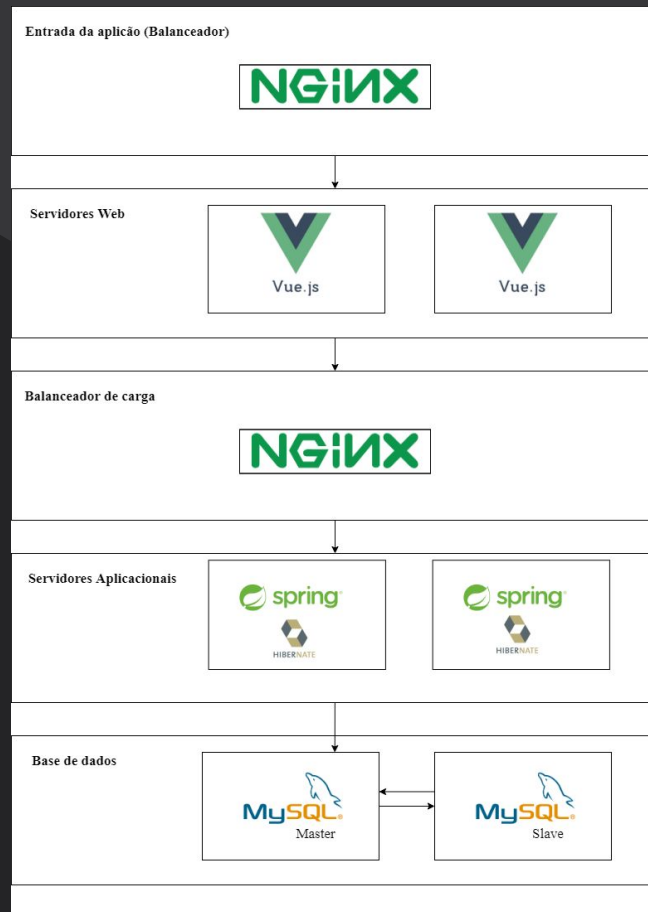 Entrada da aplicão (Balanceador)
NGiNX
Servidores Web
Vue.js
Vue.js
Balanceador de carga
NGiNX
Servidores Aplicacionais
spring
HIBERNATE
spring
HIBERNATE
Base de dados
MySQL
Master
MySQL
Slave